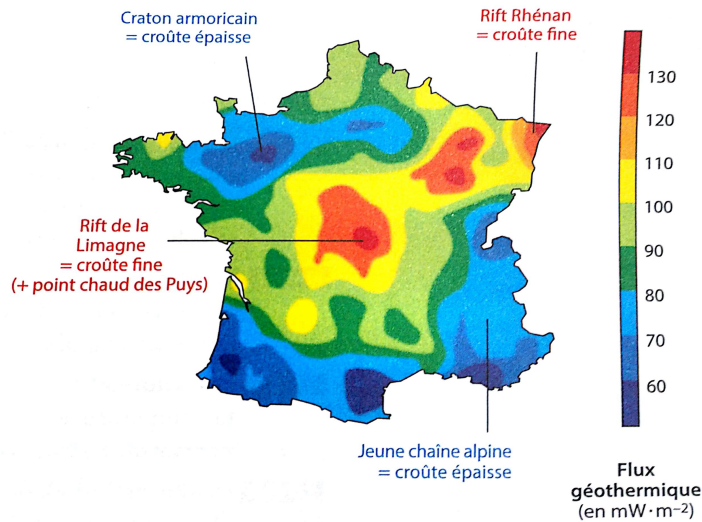 Craton armoricain
= croûte épaisse
Rift Rhénan
= croûte fine
Rift de la
Limagne
= croûte fine
(+ point chaud des Puys)
Jeune chaîne alpine
= croûte épaisse
130
120
110
100
90
80
70
60
Flux
géothermique
(en mW·m–2)